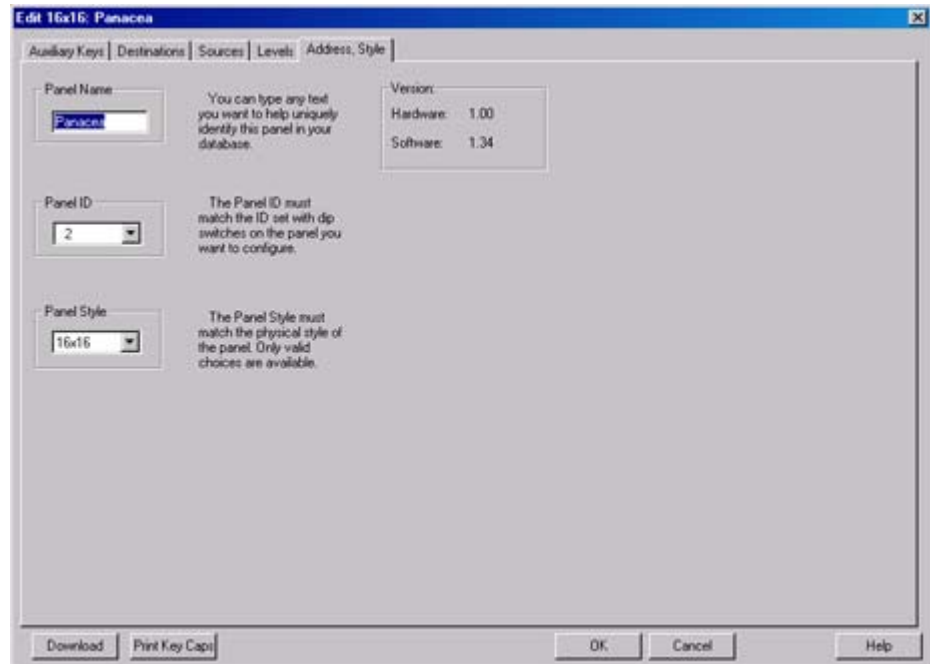 Edit 16x16: Panacea
Auxiliary Keys Destinations Sources Levels Address, Style
Panel Name
Panacea
You can type any text
you want to help uniquely
identify this panel in your
database.
Version:
Hardware: 1.00
Software: 1.34
Panel ID
2
The Panel ID must
match the ID set with dip
switches on the panel you
want to configure.
Panel Style
16x16
The Panel Style must
match the physical style of
the panel. Only valid
choices are available.
Download Print Key Caps OK Cancel Help